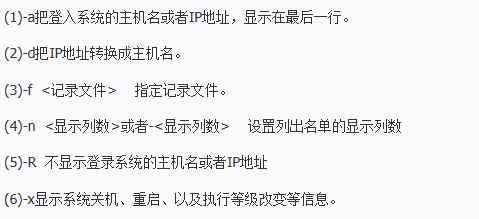 (1)-a把登入系统的主机名或者IP地址，显示在最后一行。
(2)-d把IP地址转换成主机名。
(3)-f <记录文件> 指定记录文件。
(4)-n <显示列数>或者-<显示列数> 设置列出名单的显示列数
(5)-R 不显示登录系统的主机名或者IP地址
(6)-x显示系统关机、重启、以及执行等级改变等信息。